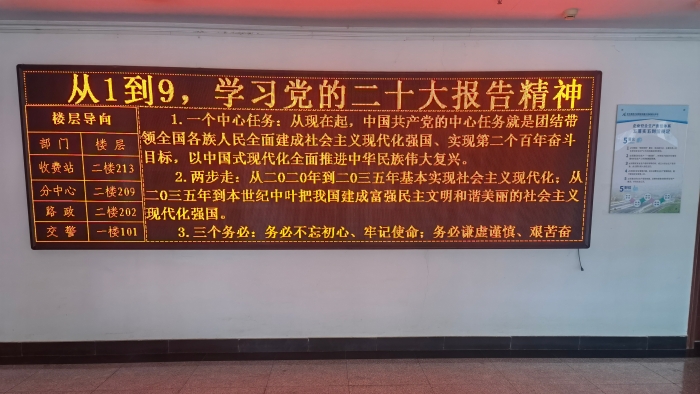 从1到9，学习党的二十大报告精神
楼层导向
部门 楼层
收费站 二楼213
分中心 二楼209
路政 二楼202
交警 一楼101
1.一个中心任务：从现在起，中国共产党的中心任务就是团结带
领全国各族人民全面建成社会主义现代化强国、实现第二个百年奋斗
目标，以中国式现代化全面推进中华民族伟大复兴。
2.两步走：从二〇二〇年到二〇三五年基本实现社会主义现代化；从
二〇三五年到本世纪中叶把我国建成富强民主文明和谐美丽的社会主义
现代化强国。
3.三个务必：务必不忘初心、牢记使命；务必谦虚谨慎、艰苦奋